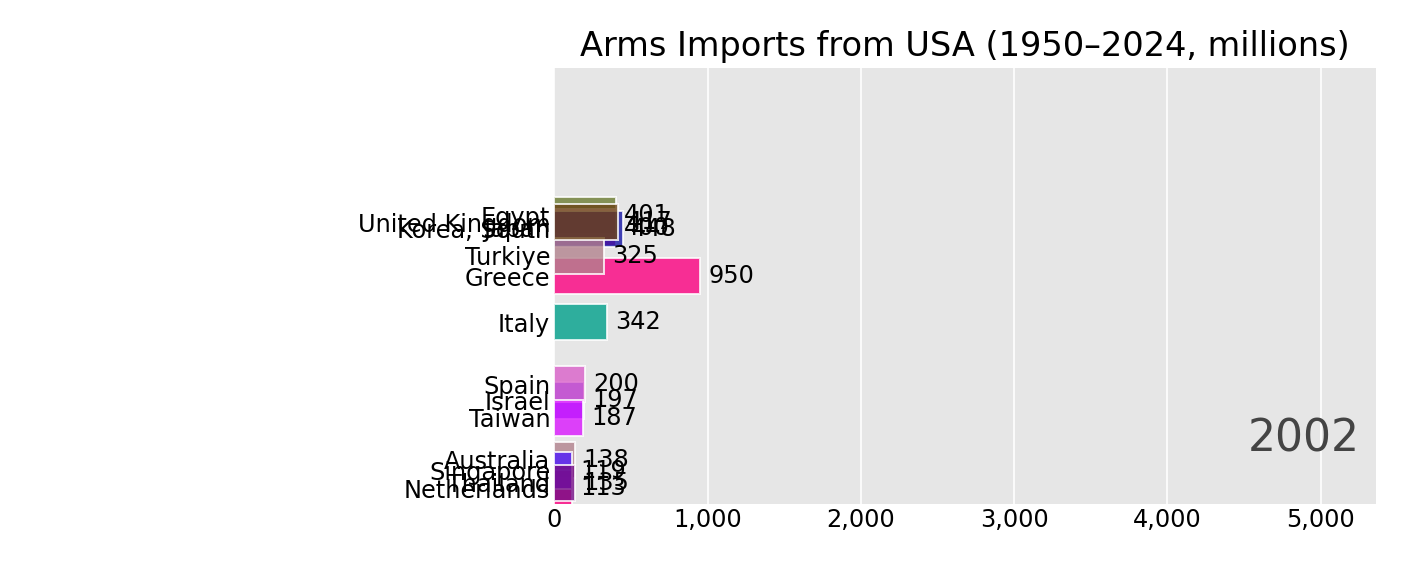 Arms Imports from USA (1950–2024, millions)
Egypt 401
United Kingdom
Korea, South
Turkiye 325
Greece 950
Italy 342
Spain 200
Israel 197
Taiwan 187
Australia 138
Singapore 119
Thailand 135
Netherlands 113
2002
0 1,000 2,000 3,000 4,000 5,000